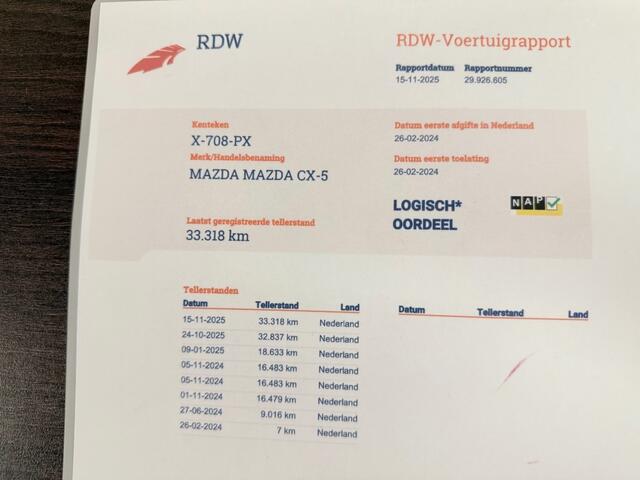 RDW
RDW-Voertuigrapport
Rapportdatum Rapportnummer
15-11-2025 29.926.605
Kenteken
X-708-PX
Merk/Handelsbenaming
MAZDA MAZDA CX-5
Laatst geregistreerde tellerstand
33.318 km
Datum eerste afgifte in Nederland
26-02-2024
Datum eerste toelating
26-02-2024
LOGISCH*
OORDEEL
NAP
Tellerstanden
Datum Tellerstand Land
15-11-2025 33.318 km Nederland
24-10-2025 32.837 km Nederland
09-01-2025 18.633 km Nederland
05-11-2024 16.483 km Nederland
05-11-2024 16.483 km Nederland
01-11-2024 16.479 km Nederland
27-06-2024 9.016 km Nederland
26-02-2024 7 km Nederland
Datum Tellerstand Land